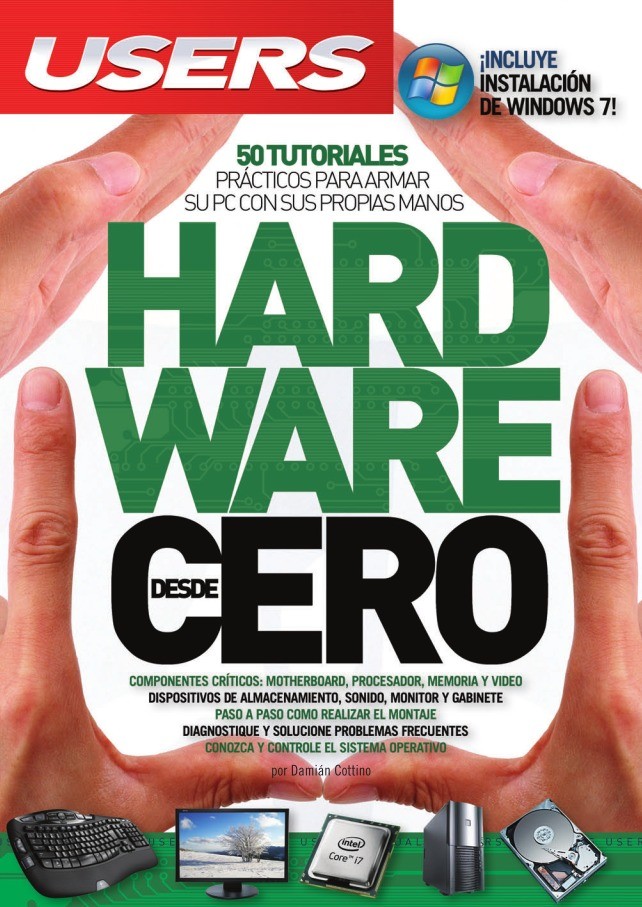 USERS
¡INCLUYE
INSTALACIÓN
DE WINDOWS 7!
50 TUTORIALES
PRÁCTICOS PARA ARMAR
SU PC CON SUS PROPIAS MANOS
HARD
WARE
DESDE
CERO
COMPONENTES CRÍTICOS: MOTHERBOARD, PROCESADOR, MEMORIA Y VIDEO
DISPOSITIVOS DE ALMACENAMIENTO, SONIDO, MONITOR Y GABINETE
PASO A PASO COMO REALIZAR EL MONTAJE
DIAGNOSTIQUE Y SOLUCIONE PROBLEMAS FRECUENTES
CONOZCA Y CONTROLE EL SISTEMA OPERATIVO
por Damián Cottino
intel
Core™ i7